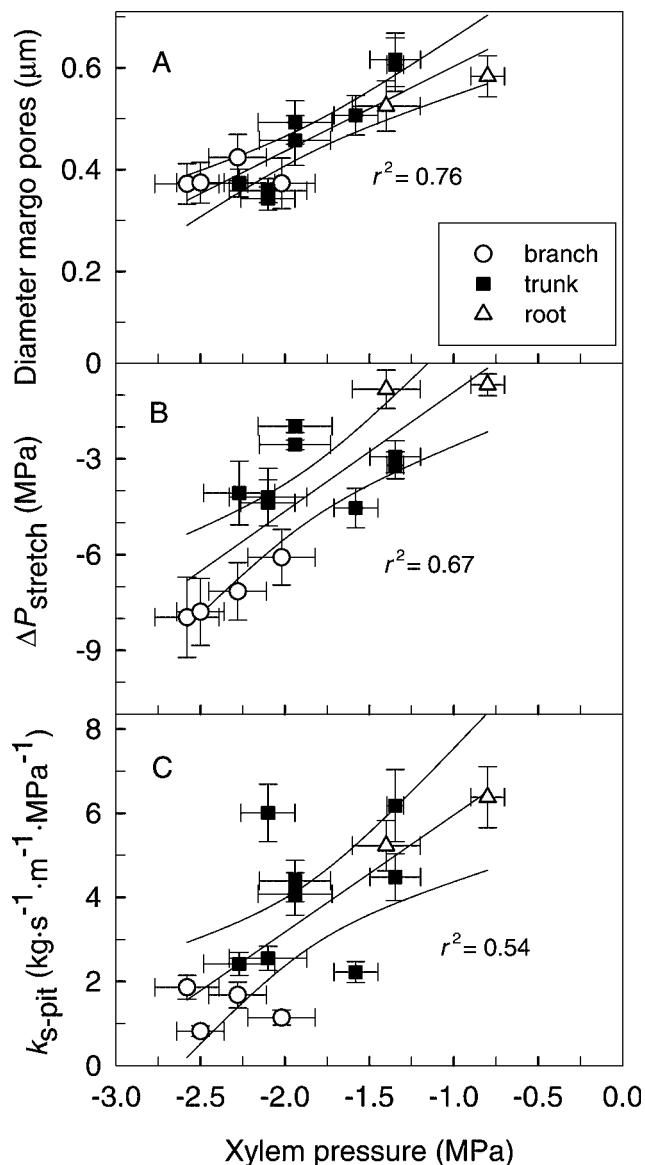 A
Diameter margo pores (μm)
0.6
0.4
0.2
0
r² = 0.76
branch
trunk
root
B
ΔPstretch (MPa)
-3
-6
-9
r² = 0.67
C
ks-pit (kg·s⁻¹·m⁻¹·MPa⁻¹)
8
6
4
2
0
r² = 0.54
-3.0 -2.5 -2.0 -1.5 -1.0 -0.5 0.0
Xylem pressure (MPa)